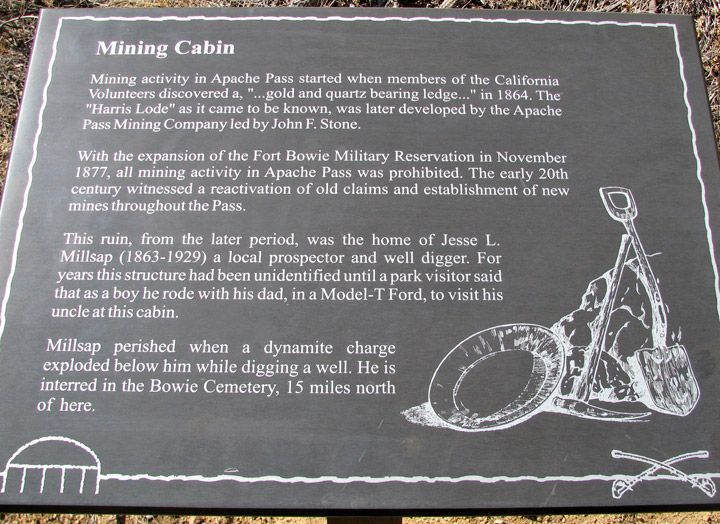 Mining Cabin
Mining activity in Apache Pass started when members of the California
Volunteers discovered a, "...gold and quartz bearing ledge..." in 1864. The
"Harris Lode" as it came to be known, was later developed by the Apache
Pass Mining Company led by John F. Stone.
With the expansion of the Fort Bowie Military Reservation in November
1877, all mining activity in Apache Pass was prohibited. The early 20th
century witnessed a reactivation of old claims and establishment of new
mines throughout the Pass.
This ruin, from the later period, was the home of Jesse L.
Millsap (1863-1929) a local prospector and well digger. For
years this structure had been unidentified until a park visitor said
that as a boy he rode with his dad, in a Model-T Ford, to visit his
uncle at this cabin.
Millsap perished when a dynamite charge
exploded below him while digging a well. He is
interred in the Bowie Cemetery, 15 miles north
of here.